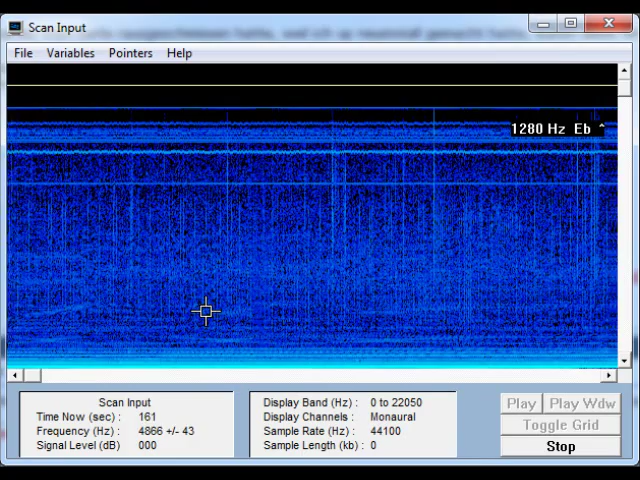 Scan Input
File Variables Pointers Help
1280 Hz Eb ^
Scan Input
Time Now (sec) : 161
Frequency (Hz) : 4866 +/- 43
Signal Level (dB) 000
Display Band (Hz) : 0 to 22050
Display Channels : Monaural
Sample Rate (Hz) : 44100
Sample Length (kb) : 0
Play Play Wdw
Toggle Grid
Stop